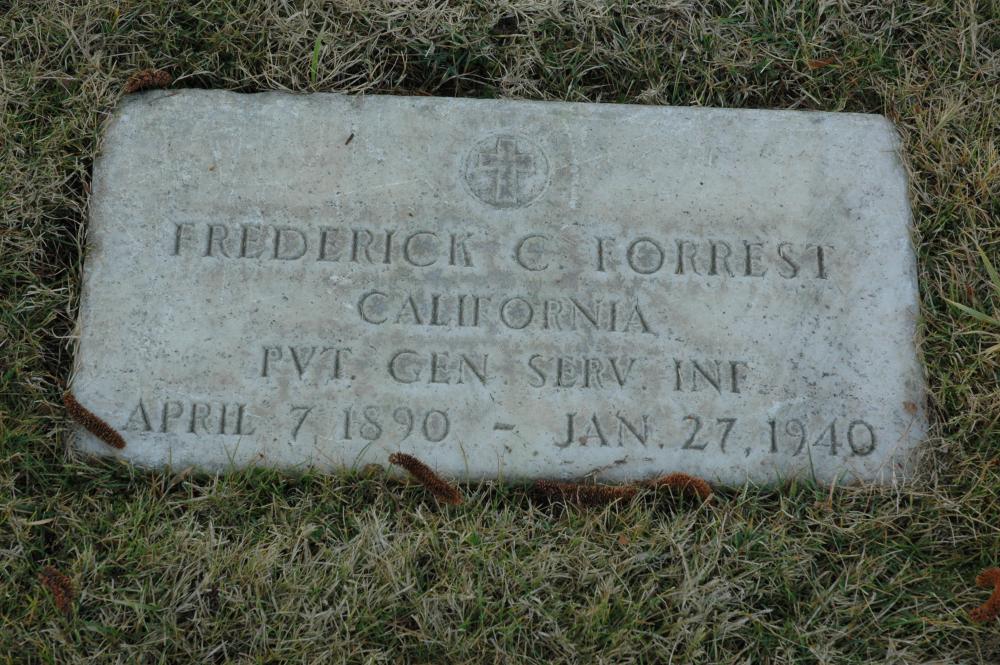 FREDERICK C. FORREST
CALIFORNIA
PVT. GEN SERV. INF
APRIL 7 1890 - JAN. 27, 1940